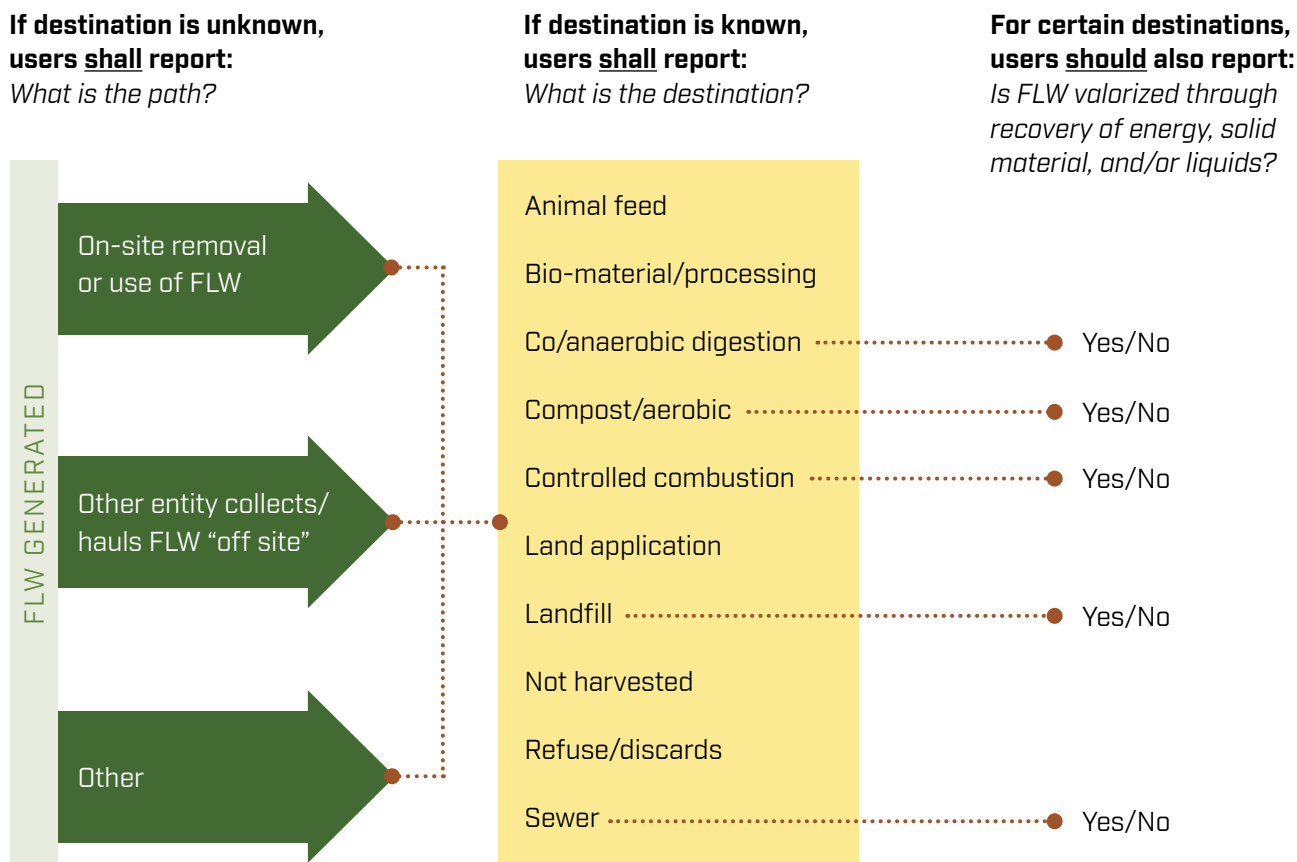 If destination is unknown,
users shall report:
What is the path?
If destination is known,
users shall report:
What is the destination?
For certain destinations,
users should also report:
Is FLW valorized through
recovery of energy, solid
material, and/or liquids?
FLW GENERATED
On-site removal
or use of FLW
Other entity collects/
hauls FLW “off site”
Other
Animal feed
Bio-material/processing
Co/anaerobic digestion
Yes/No
Compost/aerobic
Yes/No
Controlled combustion
Yes/No
Land application
Landfill
Yes/No
Not harvested
Refuse/discards
Sewer
Yes/No